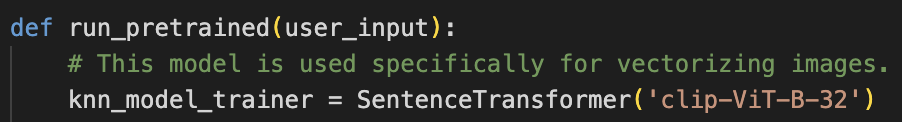 def run_pretrained(user_input):
    # This model is used specifically for vectorizing images.
    knn_model_trainer = SentenceTransformer('clip-ViT-B-32')